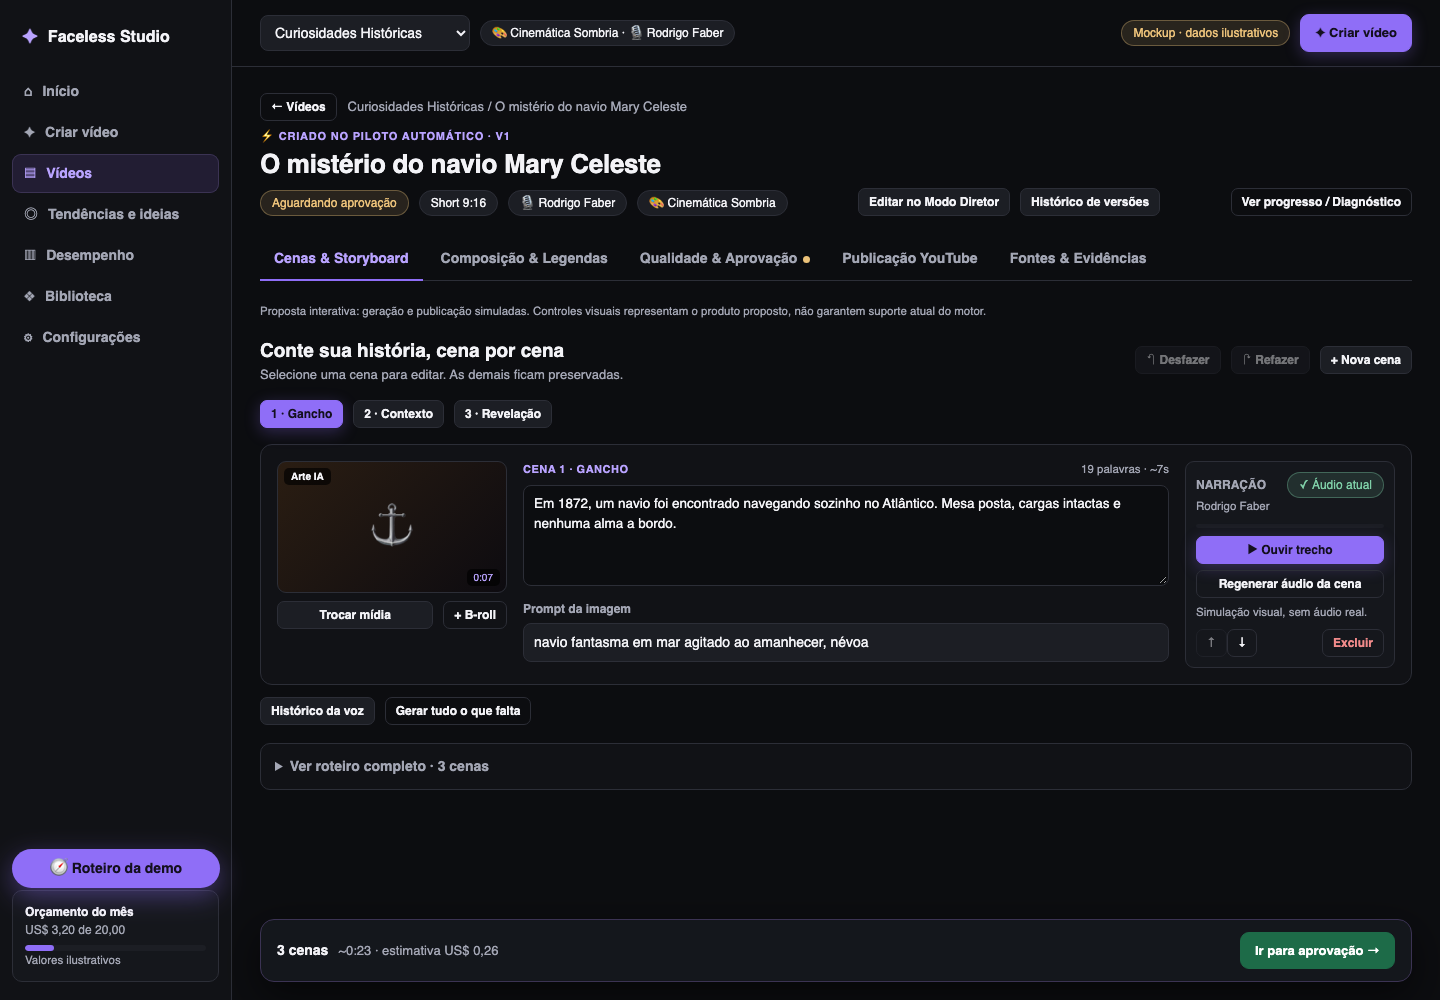 Faceless Studio
Início
Criar vídeo
Vídeos
Tendências e ideias
Desempenho
Biblioteca
Configurações
Roteiro da demo
Orçamento do mês
US$ 3,20 de 20,00
Valores ilustrativos
Curiosidades Históricas
Cinemática Sombria · Rodrigo Faber
Mockup · dados ilustrativos
✦ Criar vídeo
← Vídeos
Curiosidades Históricas / O mistério do navio Mary Celeste
⚡ CRIADO NO PILOTO AUTOMÁTICO · V1
O mistério do navio Mary Celeste
Aguardando aprovação
Short 9:16
Rodrigo Faber
Cinemática Sombria
Editar no Modo Diretor
Histórico de versões
Ver progresso / Diagnóstico
Cenas & Storyboard
Composição & Legendas
Qualidade & Aprovação
Publicação YouTube
Fontes & Evidências
Proposta interativa: geração e publicação simuladas. Controles visuais representam o produto proposto, não garantem suporte atual do motor.
Conte sua história, cena por cena
Selecione uma cena para editar. As demais ficam preservadas.
Desfazer
Refazer
+ Nova cena
1 · Gancho
2 · Contexto
3 · Revelação
Arte IA
0:07
Trocar mídia
+ B-roll
CENA 1 · GANCHO
19 palavras · ~7s
Em 1872, um navio foi encontrado navegando sozinho no Atlântico. Mesa posta, cargas intactas e
nenhuma alma a bordo.
Prompt da imagem
navio fantasma em mar agitado ao amanhecer, névoa
NARRAÇÃO
✓ Áudio atual
Rodrigo Faber
▶ Ouvir trecho
Regenerar áudio da cena
Simulação visual, sem áudio real.
↑
↓
Excluir
Histórico da voz
Gerar tudo o que falta
▶ Ver roteiro completo · 3 cenas
3 cenas ~0:23 · estimativa US$ 0,26
Ir para aprovação →